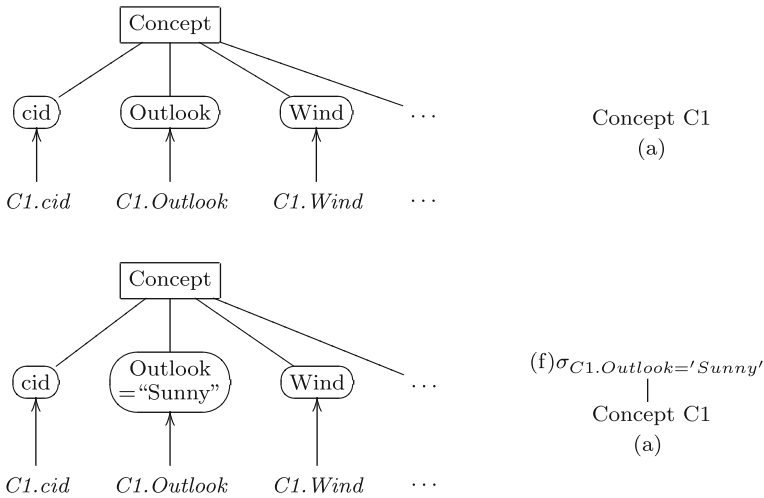 Concept
cid Outlook Wind ...
Concept C1
(a)
C1.cid C1.Outlook C1.Wind ...
Concept
cid Outlook
="Sunny" Wind ...
(f)σC1.Outlook='Sunny'
Concept C1
(a)
C1.cid C1.Outlook C1.Wind ...